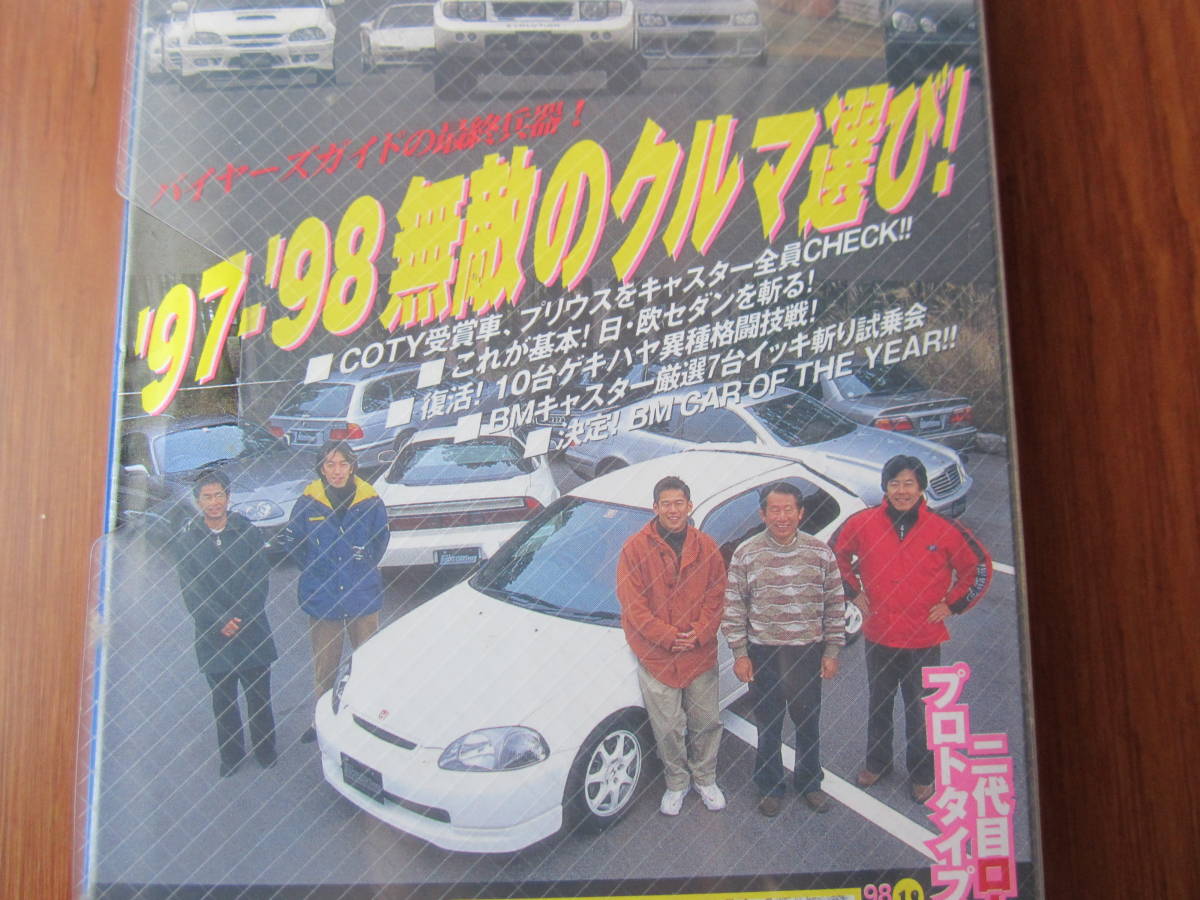 バイヤーズガイドの最終兵器！
'97-'98 無敵のクルマ選び！
■ COTY受賞車、プリウスをキャスター全員CHECK!!
■ これが基本！日・欧セダンを斬る！
■ 復活！10台ゲキハヤ異種格闘技戦！
■ BMキャスター厳選7台イッキ斬り試乗会
■ 決定！BM CAR OF THE YEAR!!
二代目ロ
プロトタイプ
98